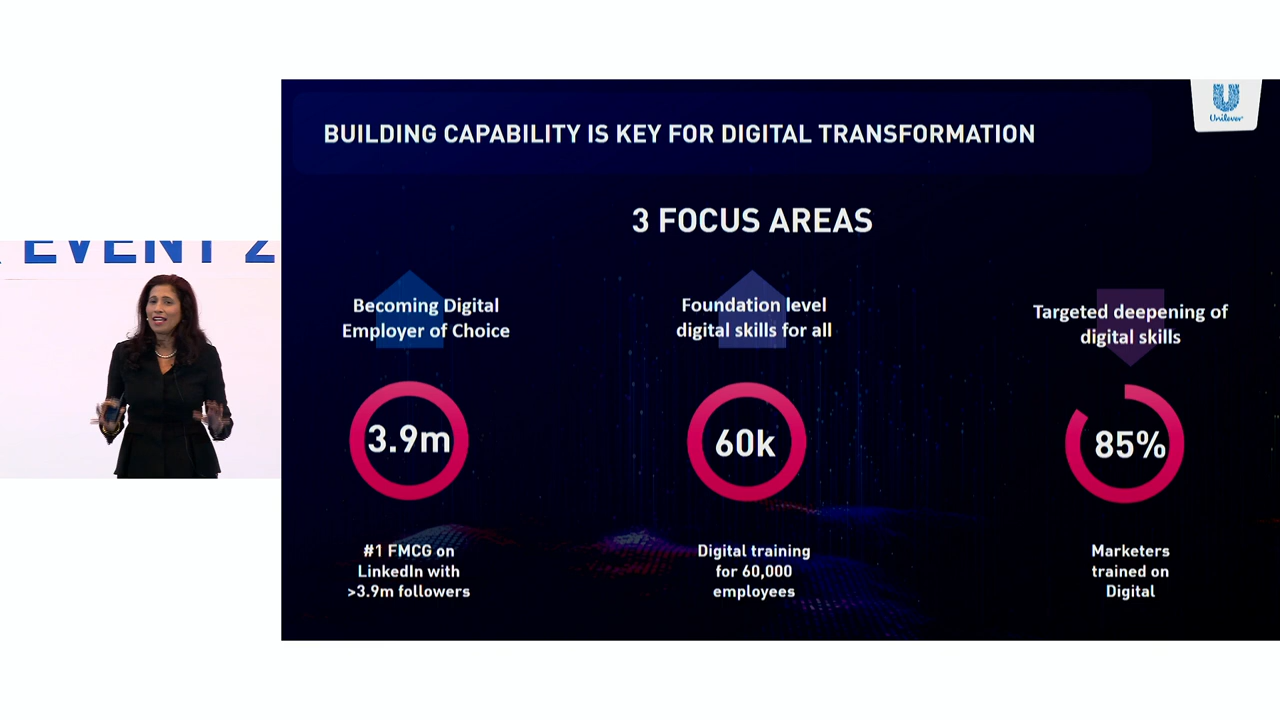 EVENT 2
Unilever
BUILDING CAPABILITY IS KEY FOR DIGITAL TRANSFORMATION
3 FOCUS AREAS
Becoming Digital
Employer of Choice
3.9m
#1 FMCG on
LinkedIn with
>3.9m followers
Foundation level
digital skills for all
60k
Digital training
for 60,000
employees
Targeted deepening of
digital skills
85%
Marketers
trained on
Digital